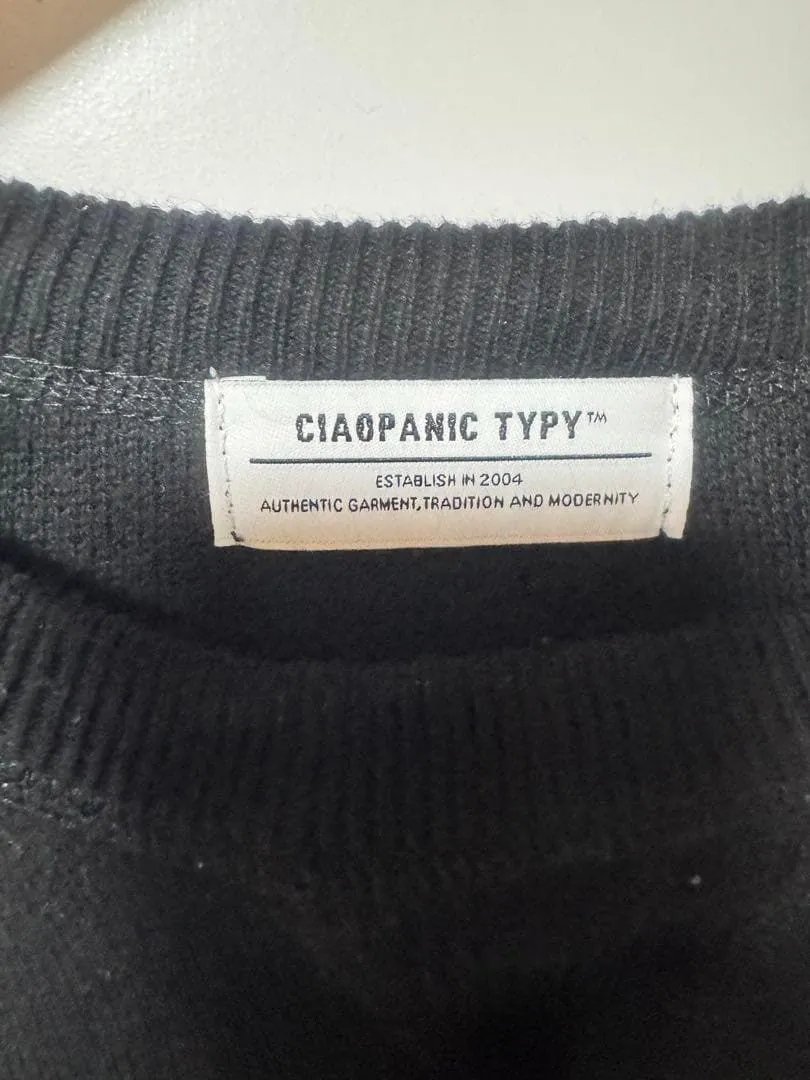 CIAOPANIC TYPY™
ESTABLISH IN 2004
AUTHENTIC GARMENT,TRADITION AND MODERNITY